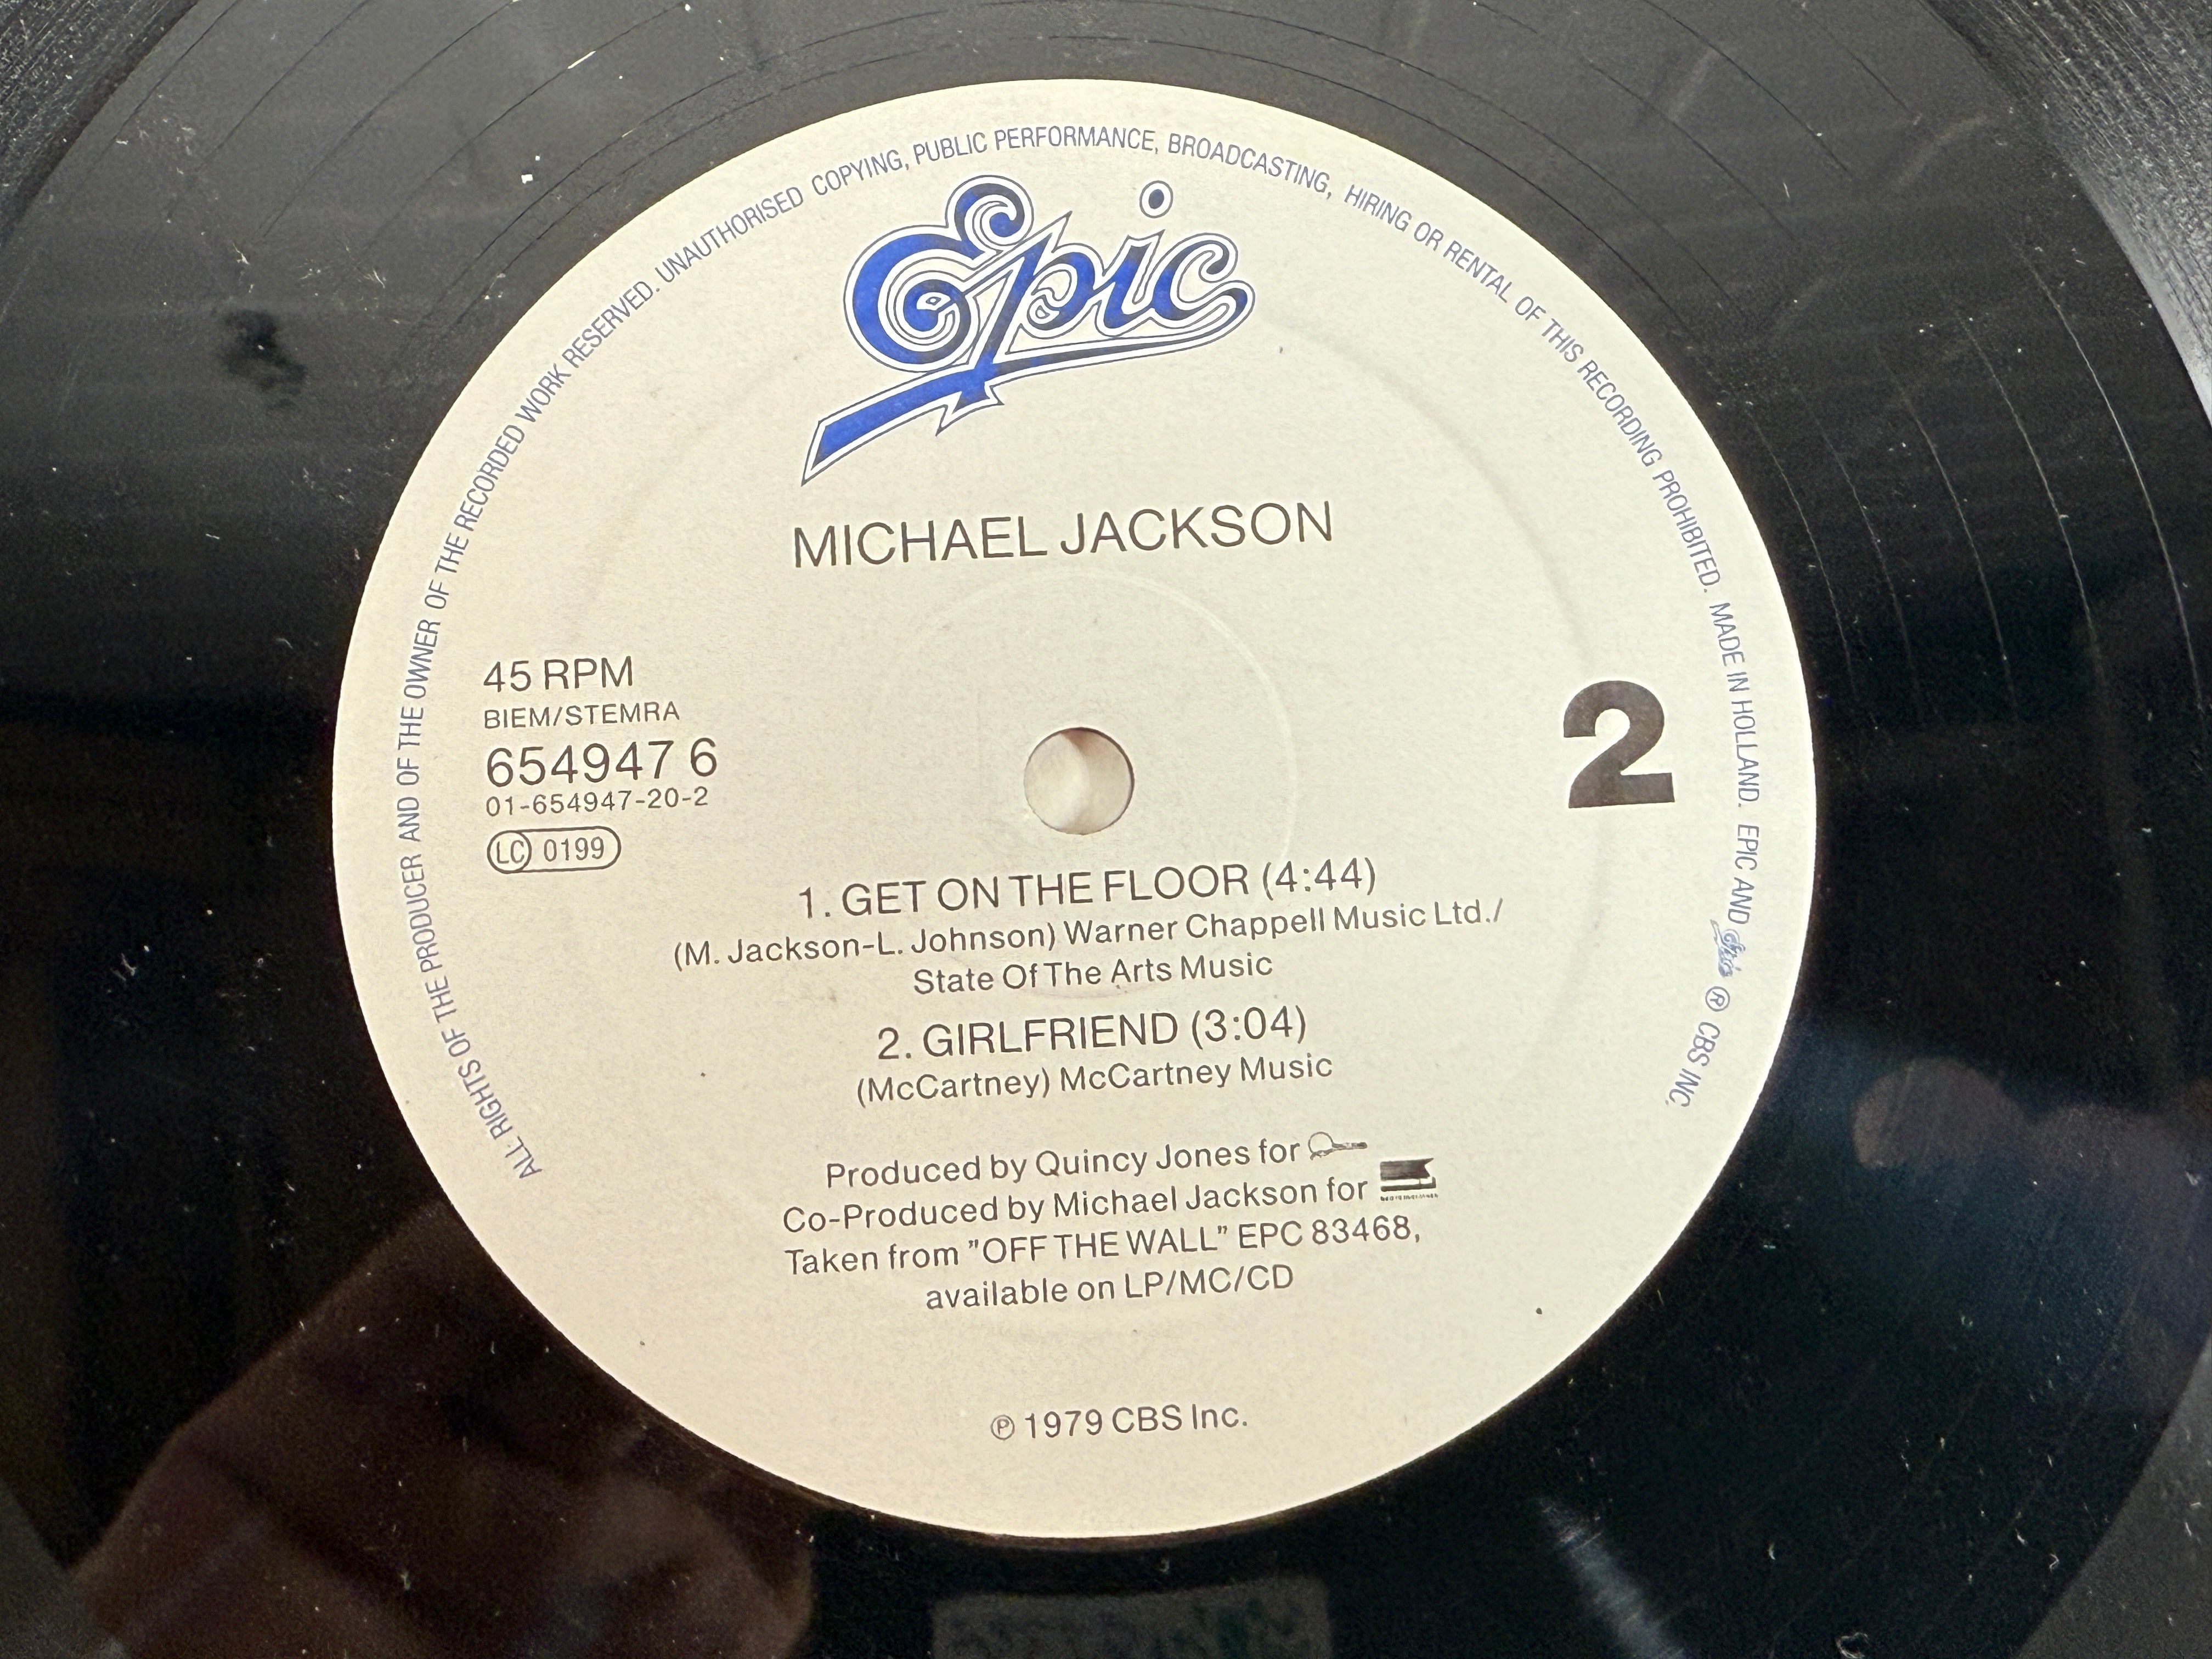 ALL RIGHTS OF THE PRODUCER AND OF THE OWNER OF THE RECORDED WORK RESERVED. UNAUTHORISED COPYING, PUBLIC PERFORMANCE, BROADCASTING, HIRING OR RENTAL OF THIS RECORDING PROHIBITED. MADE IN HOLLAND. EPIC AND Epic ® CBS INC.
Epic
MICHAEL JACKSON
45 RPM
BIEM/STEMRA
654947 6
01-654947-20-2
LC 0199
2
1. GET ON THE FLOOR (4:44)
(M. Jackson-L. Johnson) Warner Chappell Music Ltd./
State Of The Arts Music
2. GIRLFRIEND (3:04)
(McCartney) McCartney Music
Produced by Quincy Jones for
Co-Produced by Michael Jackson for
Taken from "OFF THE WALL" EPC 83468,
available on LP/MC/CD
℗ 1979 CBS Inc.